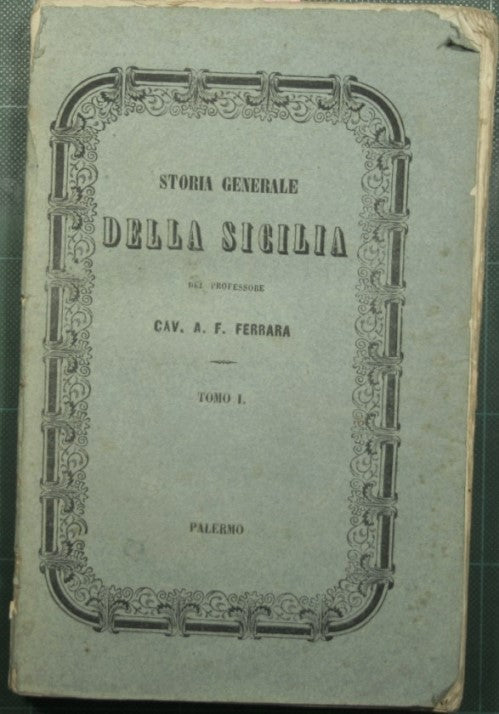 STORIA GENERALE
DELLA SICILIA
DEL PROFESSORE
CAV. A. F. FERRARA
TOMO I.
PALERMO